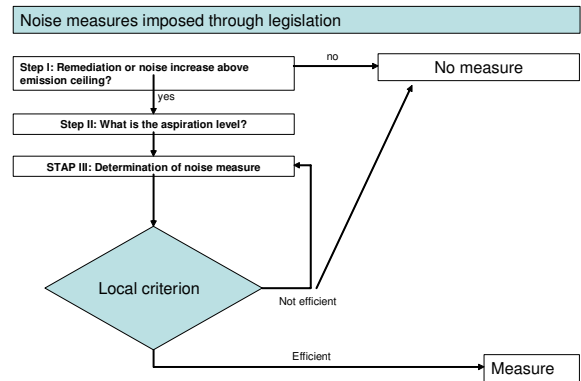 Noise measures imposed through legislation
Step I: Remediation or noise increase above
emission ceiling?
no
No measure
yes
Step II: What is the aspiration level?
STAP III: Determination of noise measure
Local criterion
Not efficient
Efficient
Measure